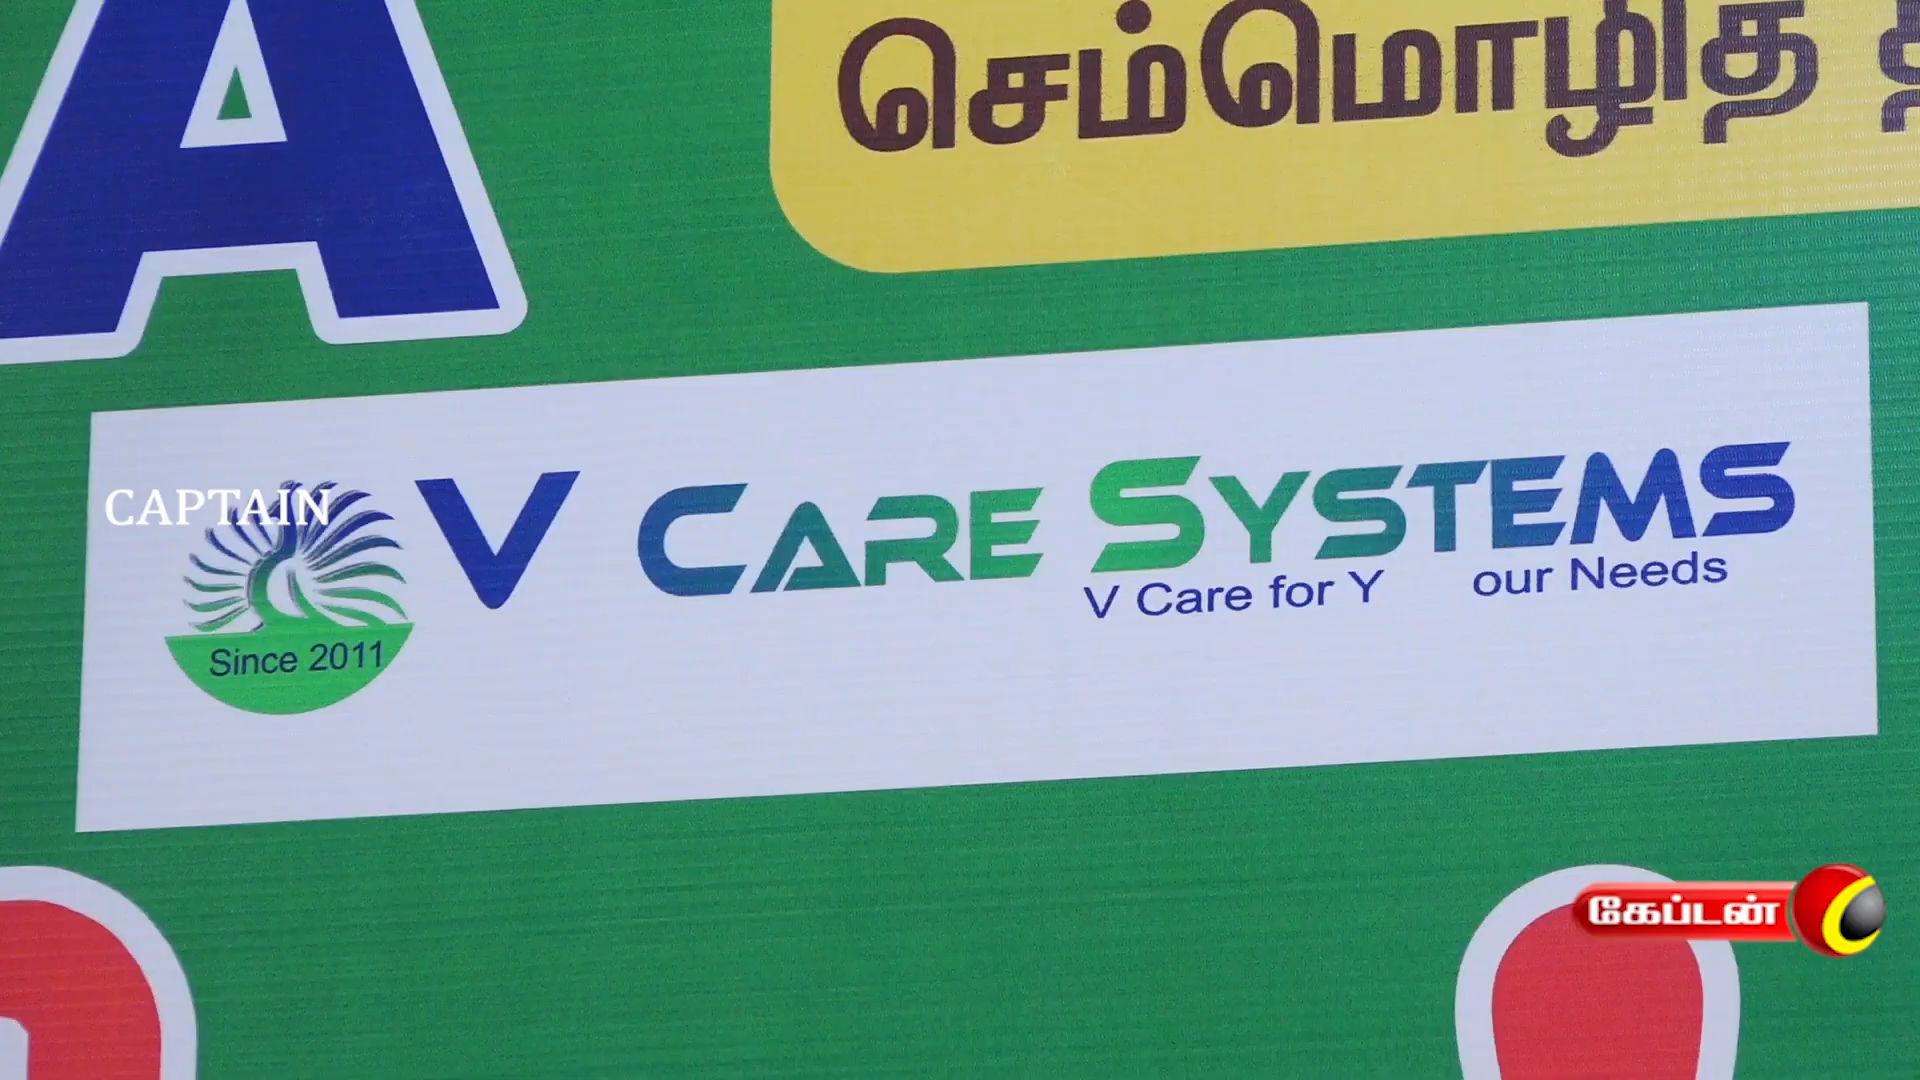 A
செம்மொழித்
CAPTAIN
V CARE SYSTEMS
V Care for Y our Needs
Since 2011
கேப்டன்